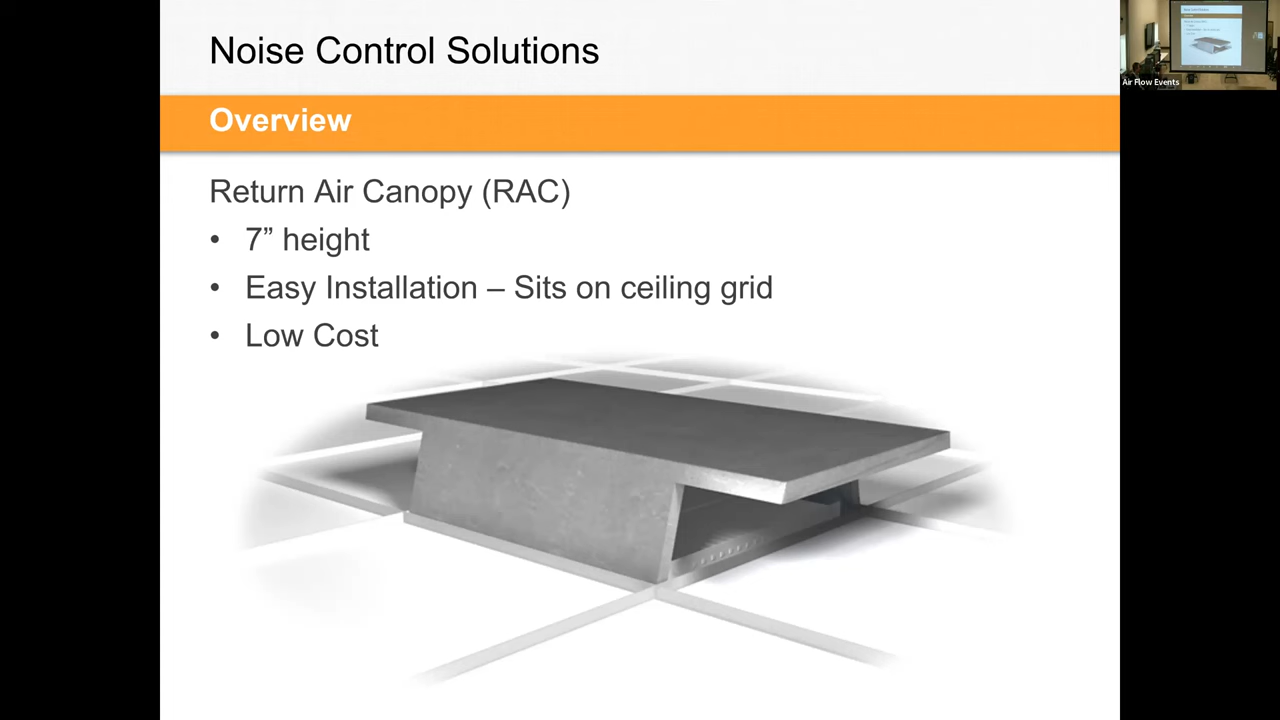 Noise Control Solutions
Overview
Return Air Canopy (RAC)
• 7” height
• Easy Installation – Sits on ceiling grid
• Low Cost
Air Flow Events